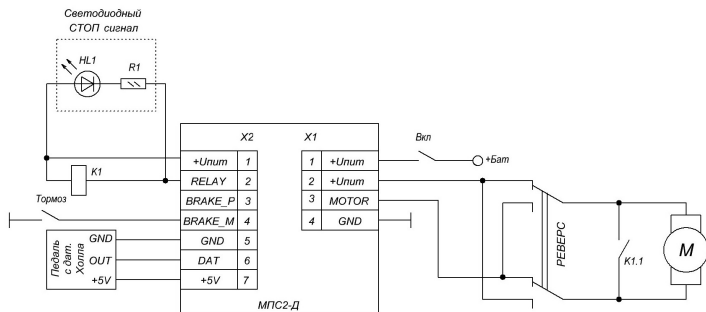 Светодиодный
СТОП сигнал
HL1
R1
K1
X2
X1
+Uпит 1
RELAY 2
BRAKE_P 3
BRAKE_M 4
GND 5
DAT 6
+5V 7
1 +Uпит
2 +Uпит
3 MOTOR
4 GND
Вкл
+Бат
Тормоз
Педаль
с дат.
Холла
GND
OUT
+5V
МПС2-Д
РЕВЕРС
K1.1
M